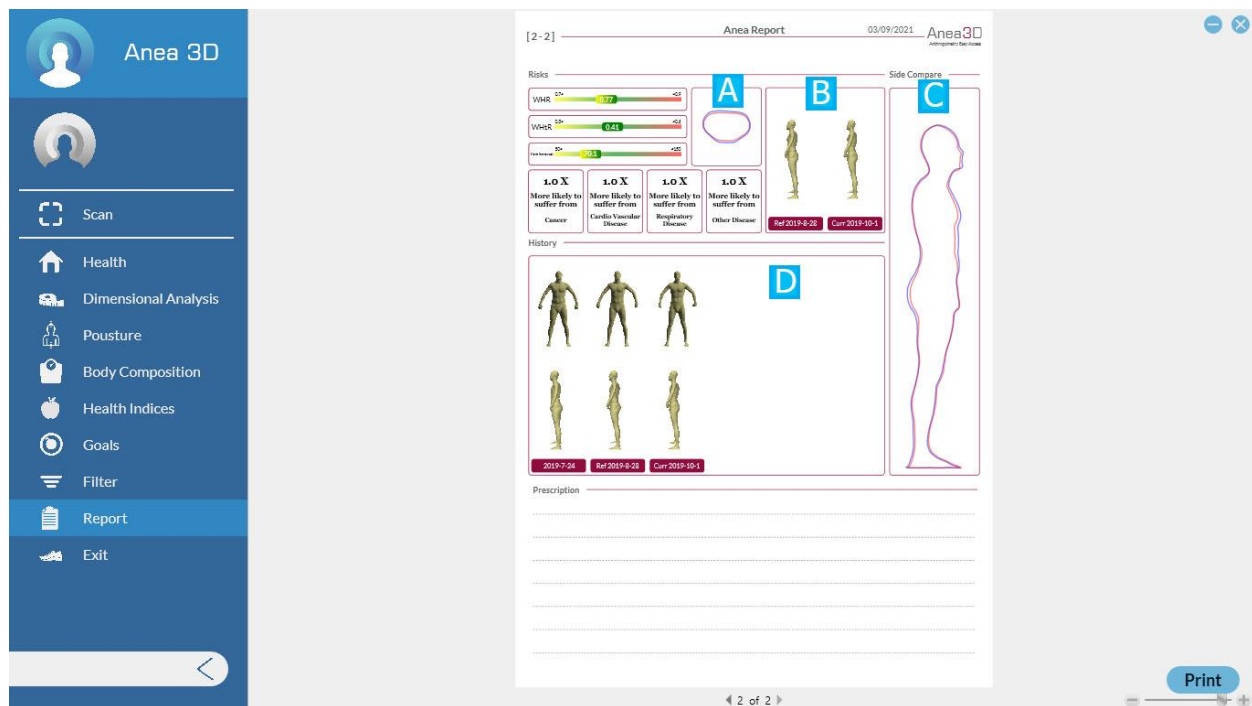 Anea 3D
Scan
Health
Dimensional Analysis
Pousture
Body Composition
Health Indices
Goals
Filter
Report
Exit
[2-2]
Anea Report
03/09/2021
Anea3D
Anthropometry Easy Access
Risks
Side Compare
WHR
0.77
WHtR
0.41
A
B
C
1.0 X
More likely to
suffer from
Cancer
1.0 X
More likely to
suffer from
Cardio Vascular
Disease
1.0 X
More likely to
suffer from
Respiratory
Disease
1.0 X
More likely to
suffer from
Other Disease
Ref 2019-8-28
Curr 2019-10-1
History
D
2019-7-24
Ref 2019-8-28
Curr 2019-10-1
Prescription
2 of 2
Print